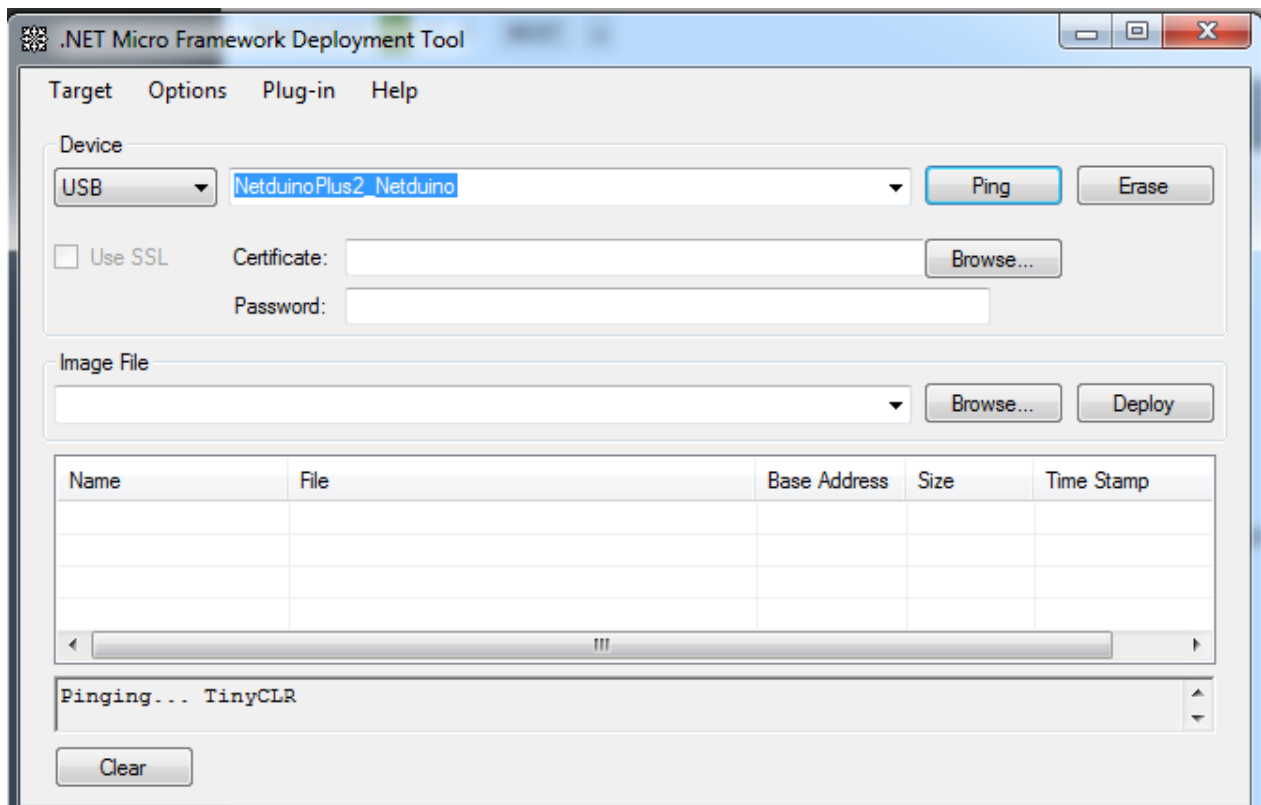 .NET Micro Framework Deployment Tool
Target Options Plug-in Help
Device
USB NetduinoPlus2_Netduino Ping Erase
Use SSL Certificate: Browse...
Password:
Image File
Browse... Deploy
Name File Base Address Size Time Stamp
Pinging... TinyCLR
Clear